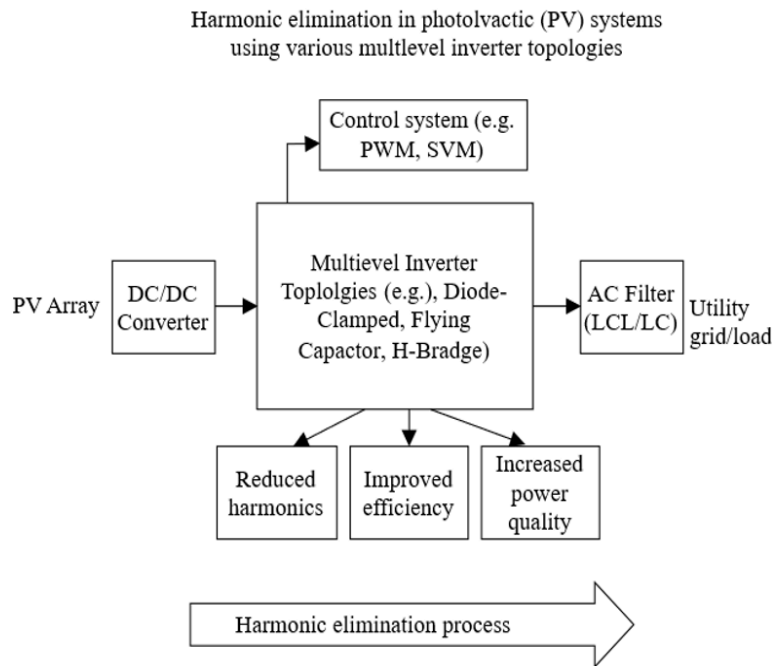 Harmonic elimination in photolvactic (PV) systems
using various multlevel inverter topologies
Control system (e.g.
PWM, SVM)
PV Array
DC/DC
Converter
Multievel Inverter
Toplolgies (e.g.), Diode-
Clamped, Flying
Capactor, H-Bradge)
AC Filter
(LCL/LC)
Utility
grid/load
Reduced
harmonics
Improved
efficiency
Increased
power
quality
Harmonic elimination process